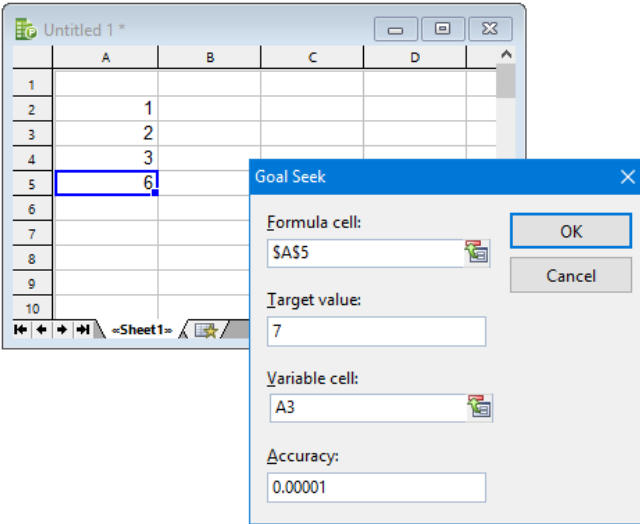 Untitled 1 *
A B C D
1
2 1
3 2
4 3
5 6
6
7
8
9
10
«Sheet1»
Goal Seek
Formula cell:
$A$5
OK
Cancel
Target value:
7
Variable cell:
A3
Accuracy:
0.00001